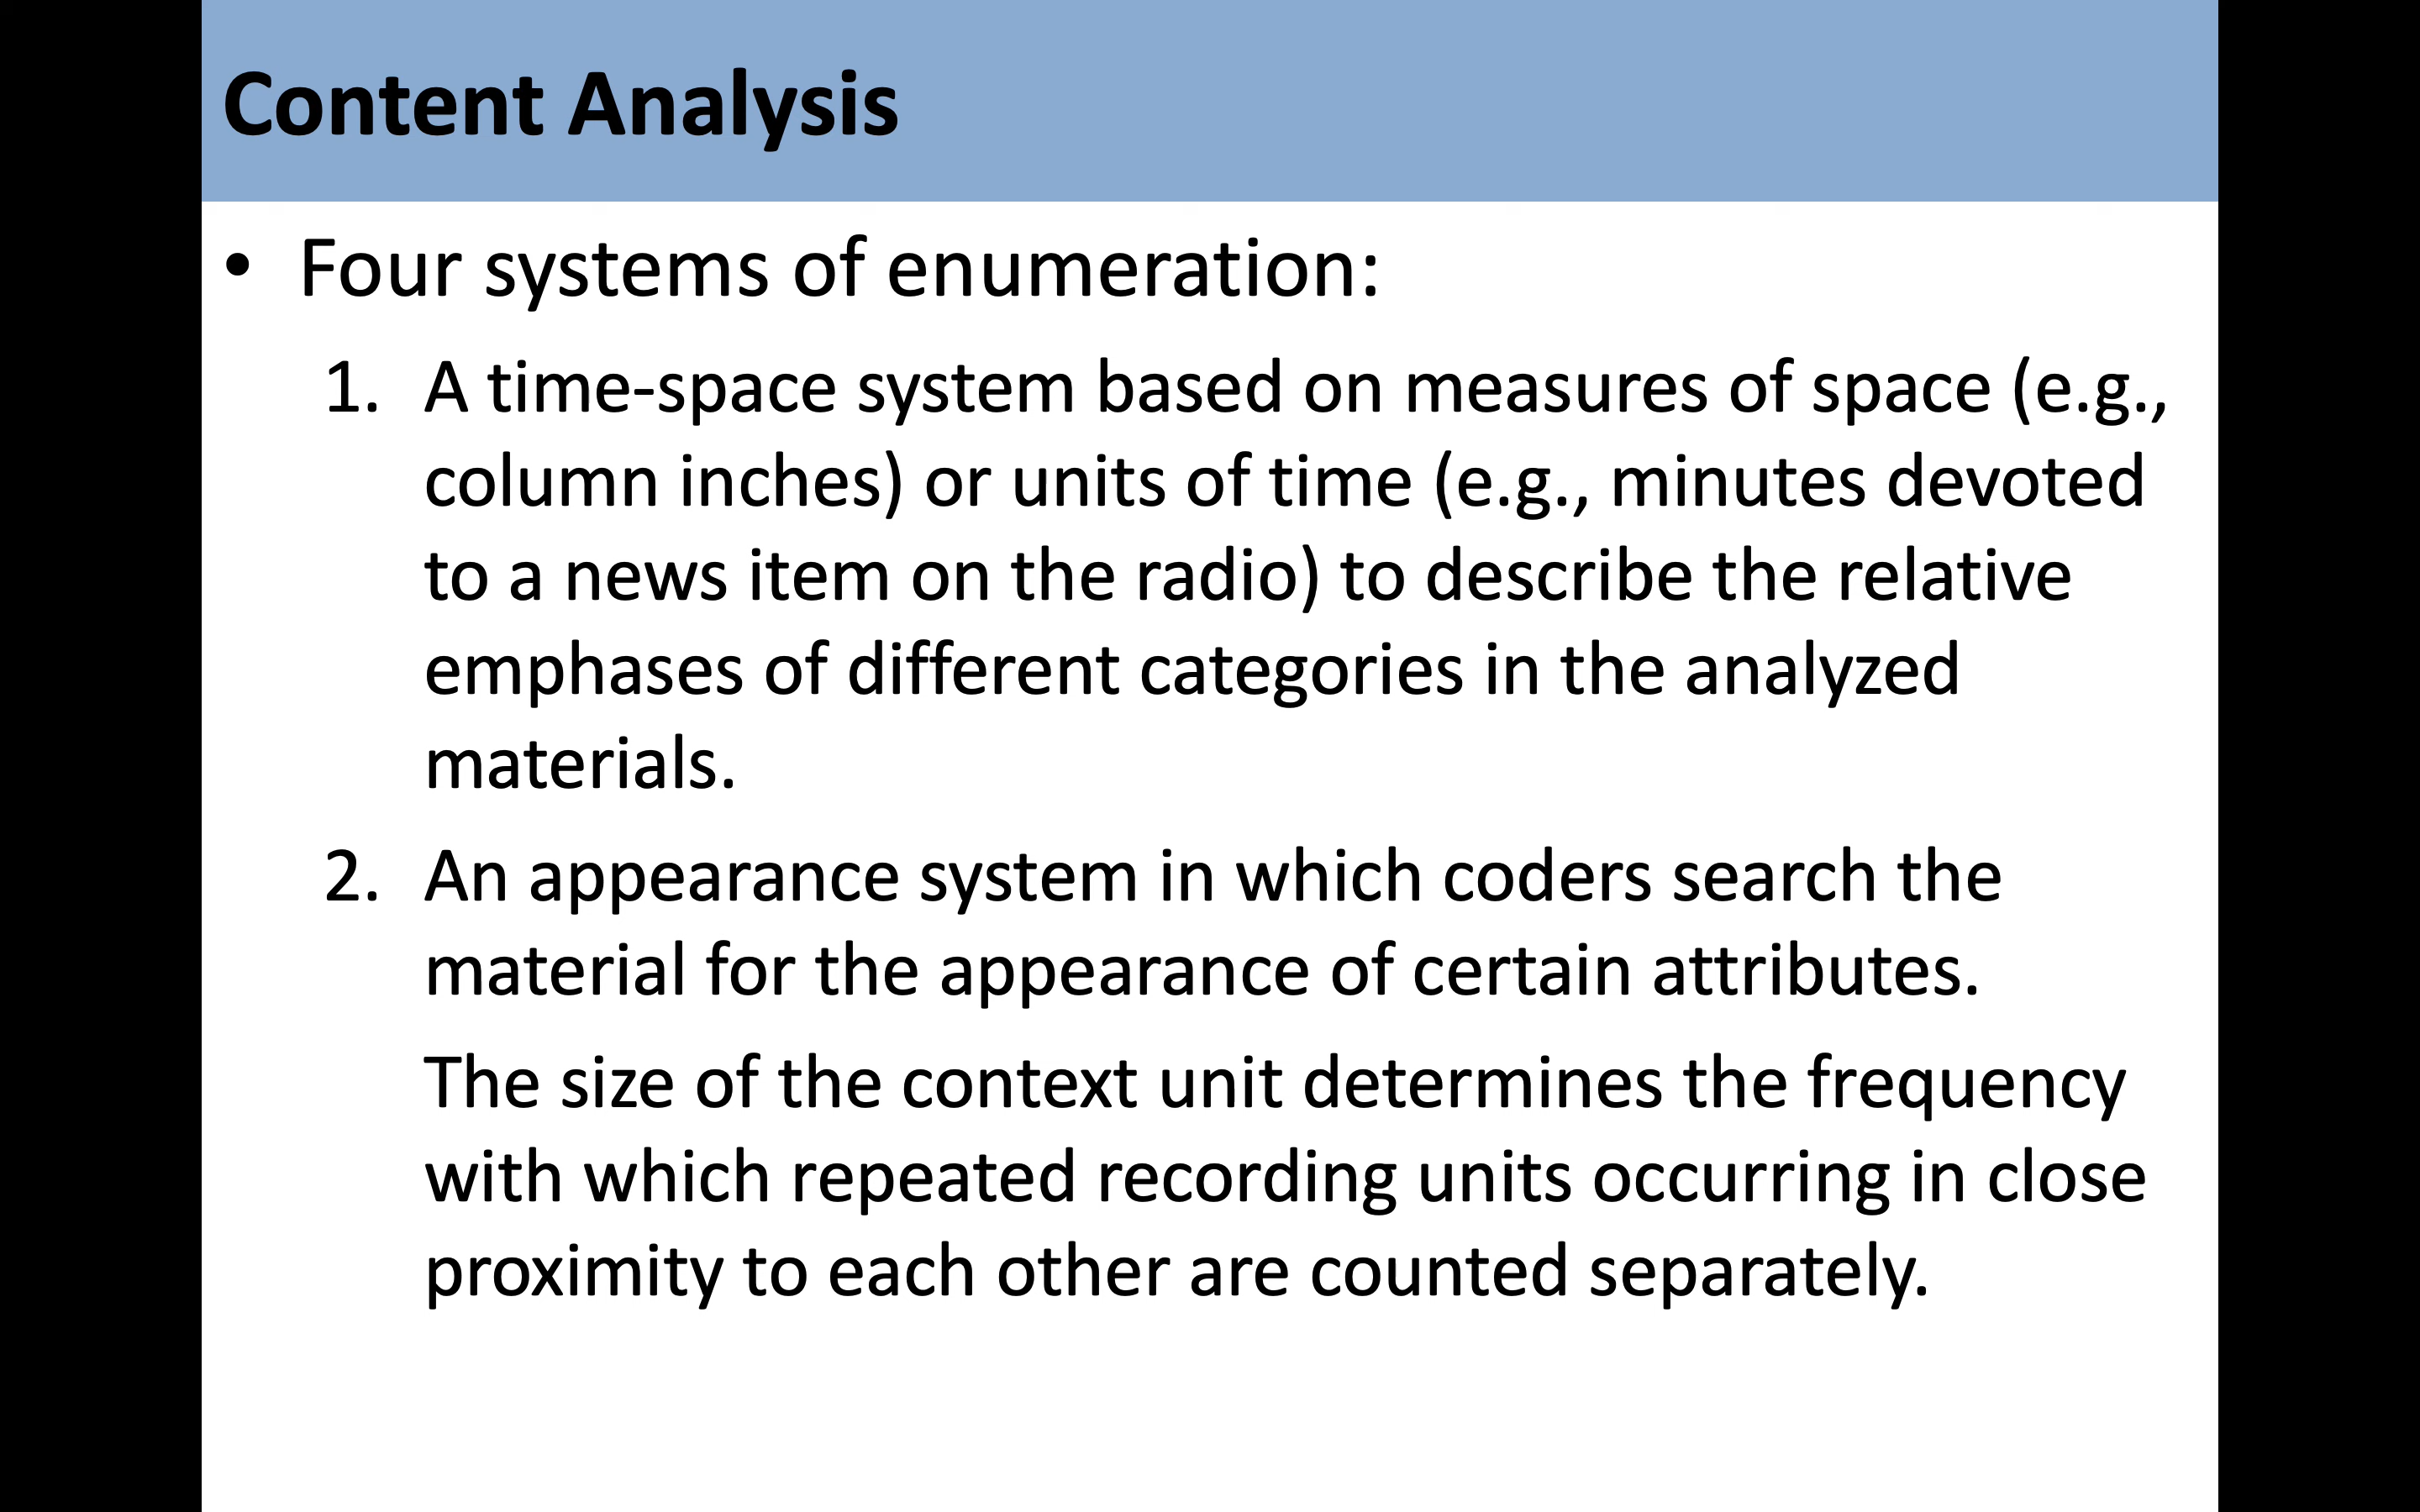 Content Analysis
• Four systems of enumeration:
1. A time-space system based on measures of space (e.g.,
column inches) or units of time (e.g., minutes devoted
to a news item on the radio) to describe the relative
emphases of different categories in the analyzed
materials.
2. An appearance system in which coders search the
material for the appearance of certain attributes.
The size of the context unit determines the frequency
with which repeated recording units occurring in close
proximity to each other are counted separately.